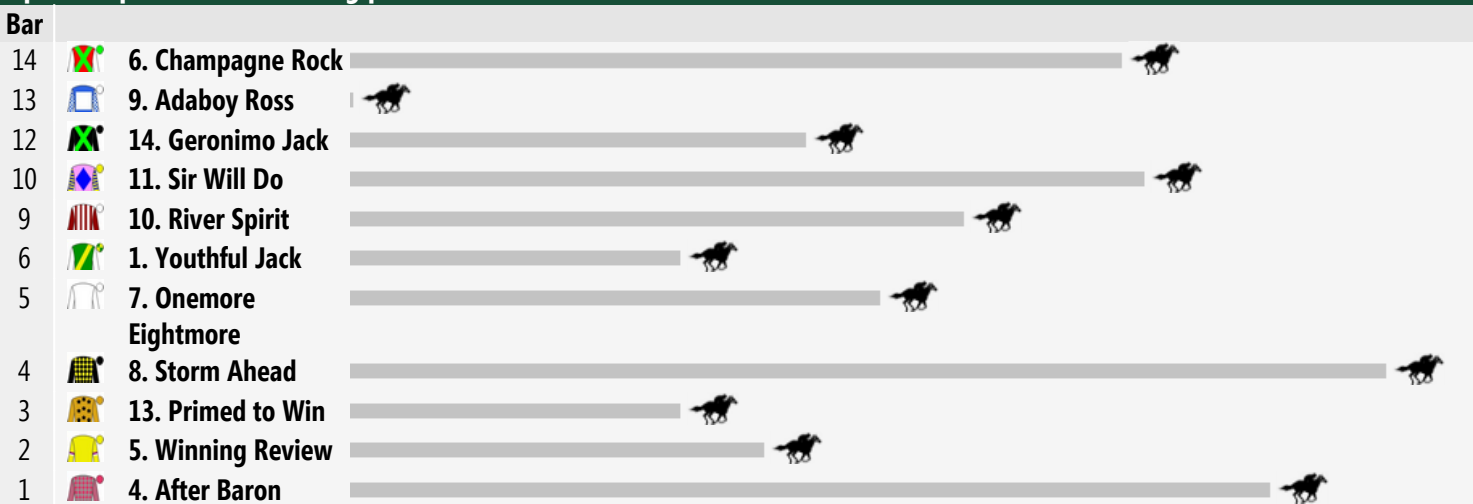 Bar
14 6. Champagne Rock
13 9. Adaboy Ross
12 14. Geronimo Jack
10 11. Sir Will Do
9 10. River Spirit
6 1. Youthful Jack
5 7. Onemore
Eightmore
4 8. Storm Ahead
3 13. Primed to Win
2 5. Winning Review
1 4. After Baron